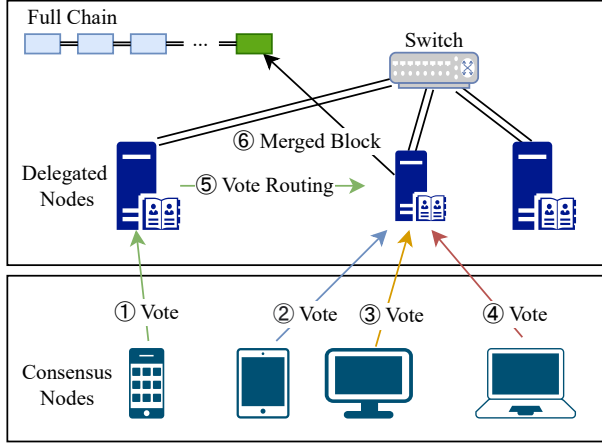 Full Chain
...
Switch
⑥ Merged Block
Delegated
Nodes
⑤ Vote Routing
① Vote
② Vote
③ Vote
④ Vote
Consensus
Nodes